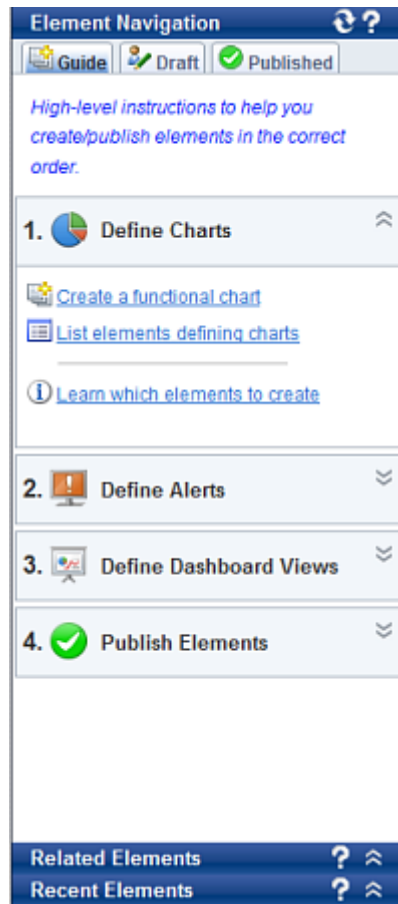 Element Navigation ?
Guide Draft Published
High-level instructions to help you
create/publish elements in the correct
order.
1. Define Charts
Create a functional chart
List elements defining charts
Learn which elements to create
2. Define Alerts
3. Define Dashboard Views
4. Publish Elements
Related Elements ?
Recent Elements ?